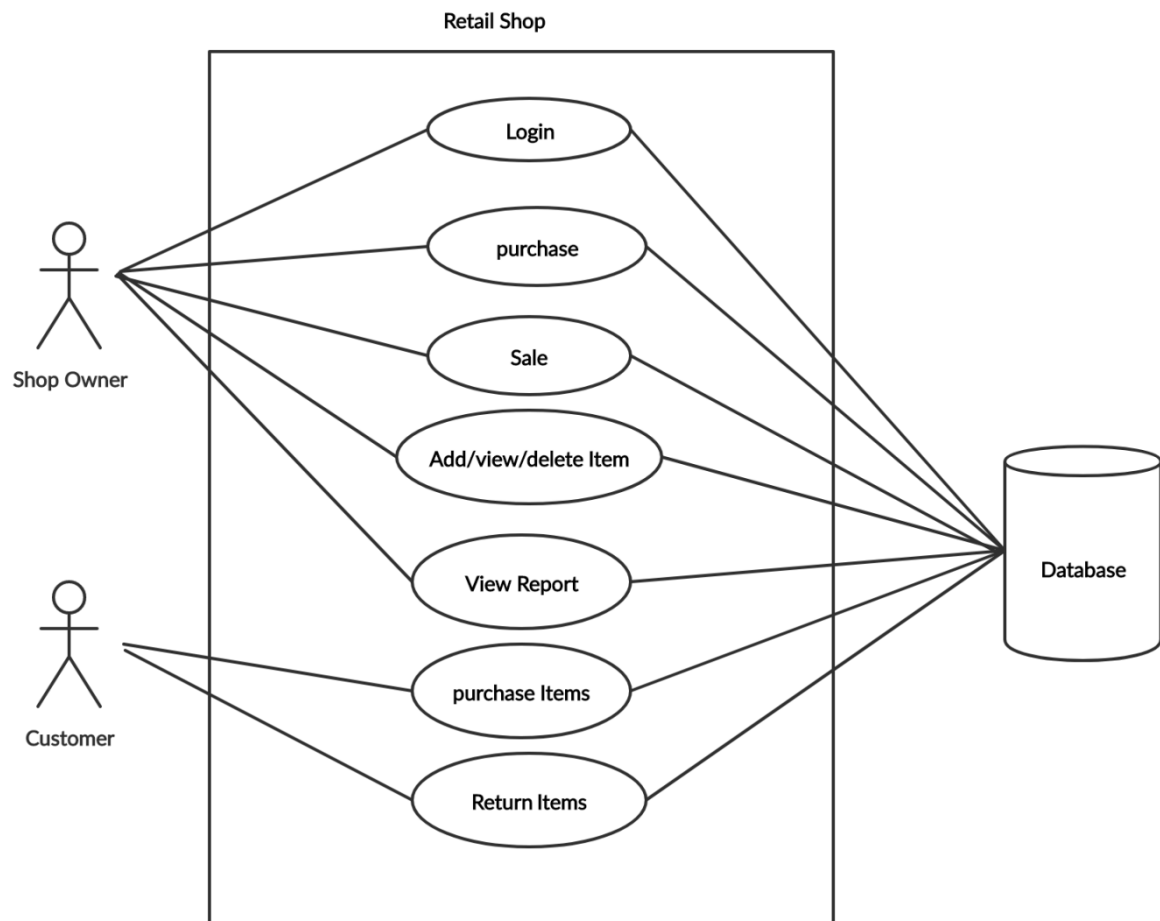 Retail Shop
Login
purchase
Sale
Shop Owner
Add/view/delete Item
View Report
Database
purchase Items
Customer
Return Items